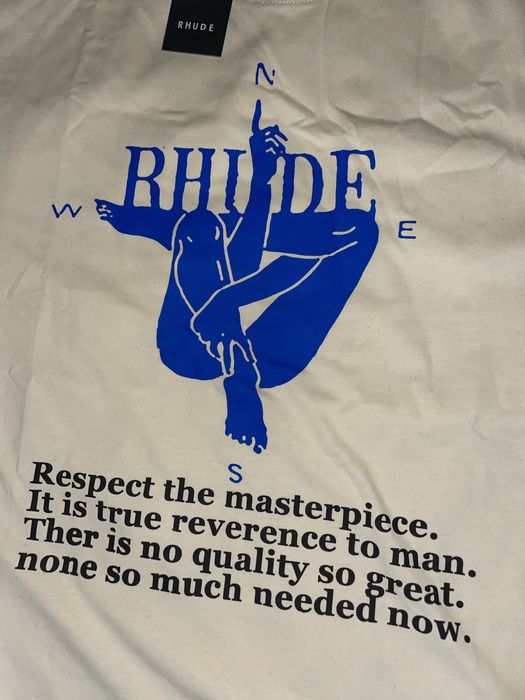 RHUDE
N
RHUDE
W
E
S
Respect the masterpiece.
It is true reverence to man.
Ther is no quality so great.
none so much needed now.